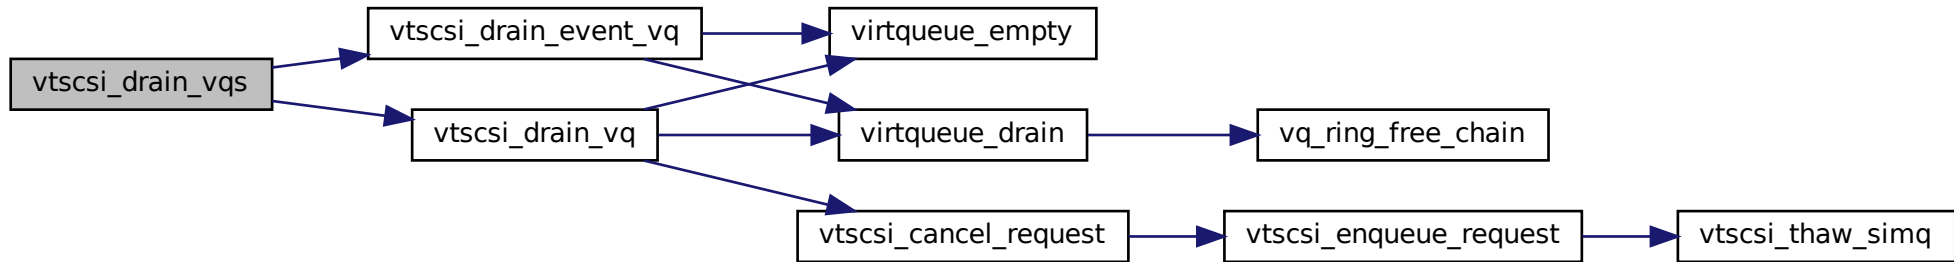 vtscsi_drain_vqs
vtscsi_drain_event_vq
virtqueue_empty
vtscsi_drain_vq
virtqueue_drain
vq_ring_free_chain
vtscsi_cancel_request
vtscsi_enqueue_request
vtscsi_thaw_simq